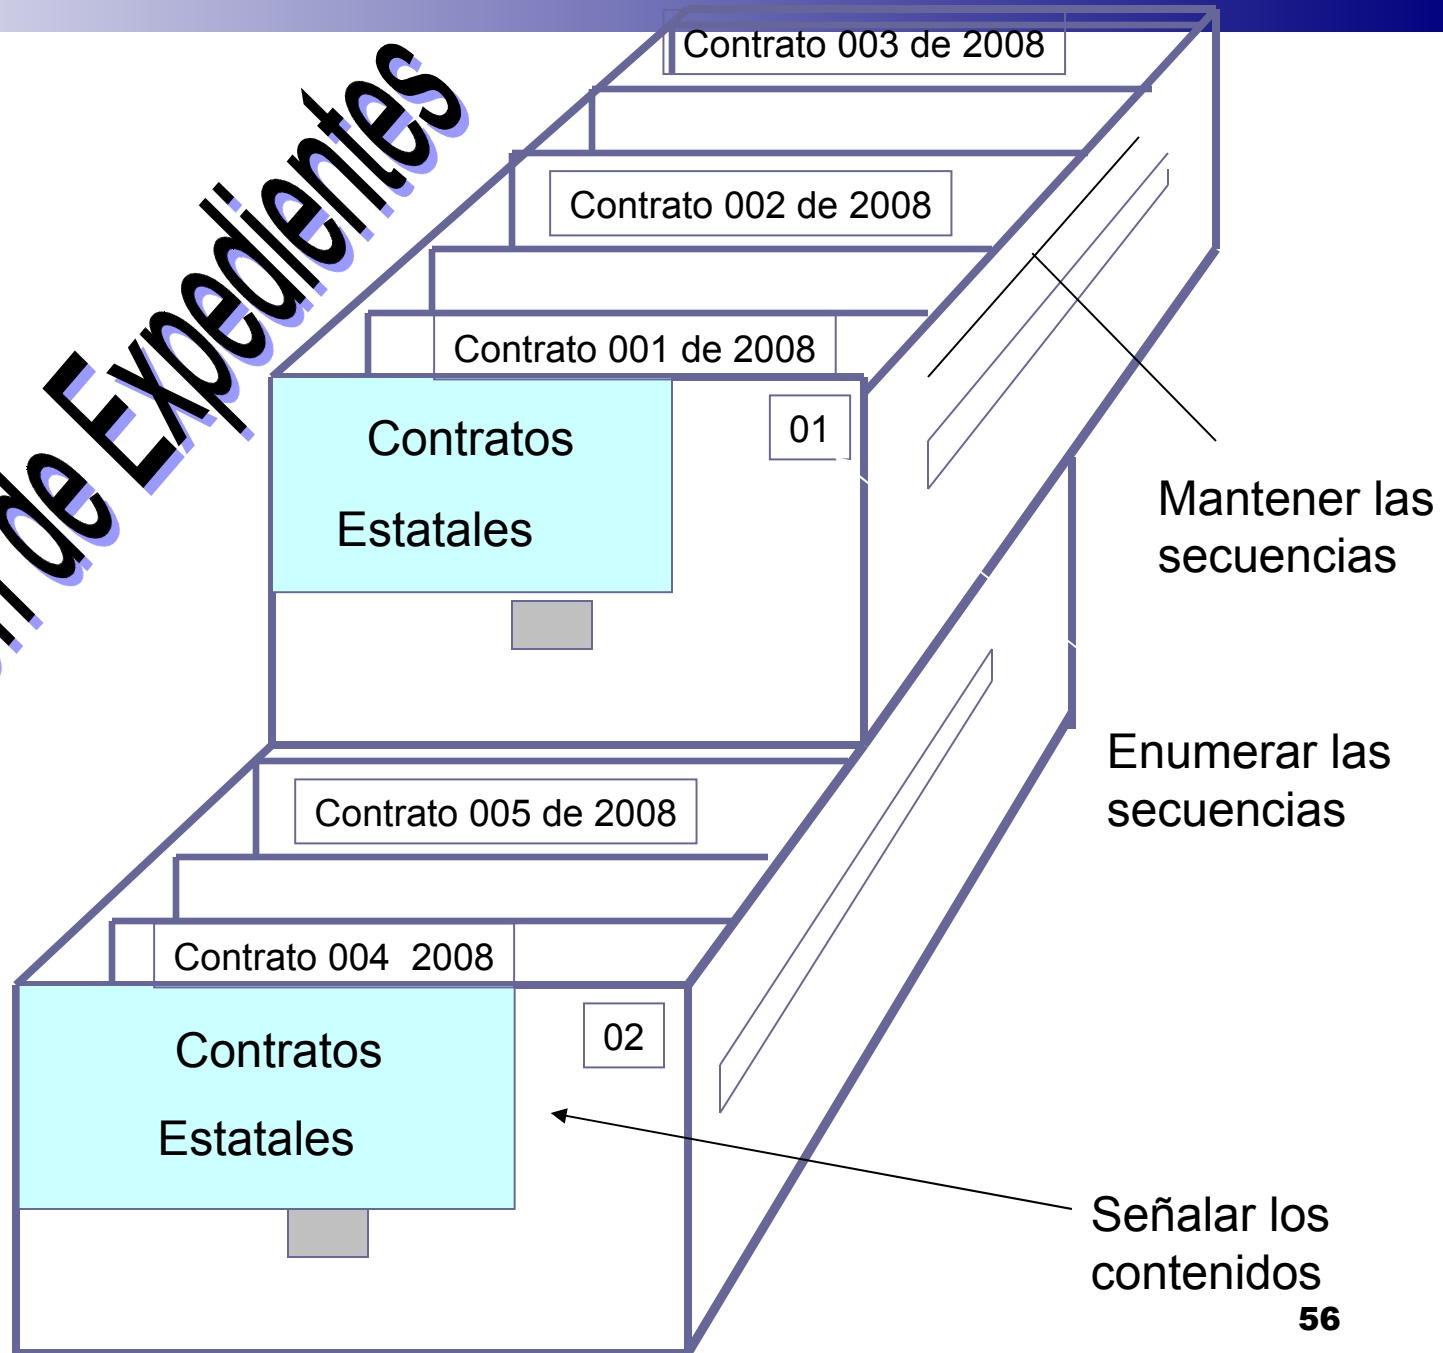 de Expedientes
Contrato 003 de 2008
Contrato 002 de 2008
Contrato 001 de 2008
Contratos
Estatales
01
Mantener las
secuencias
Enumerar las
secuencias
Contrato 005 de 2008
Contrato 004  2008
Contratos
Estatales
02
Señalar los
contenidos
56